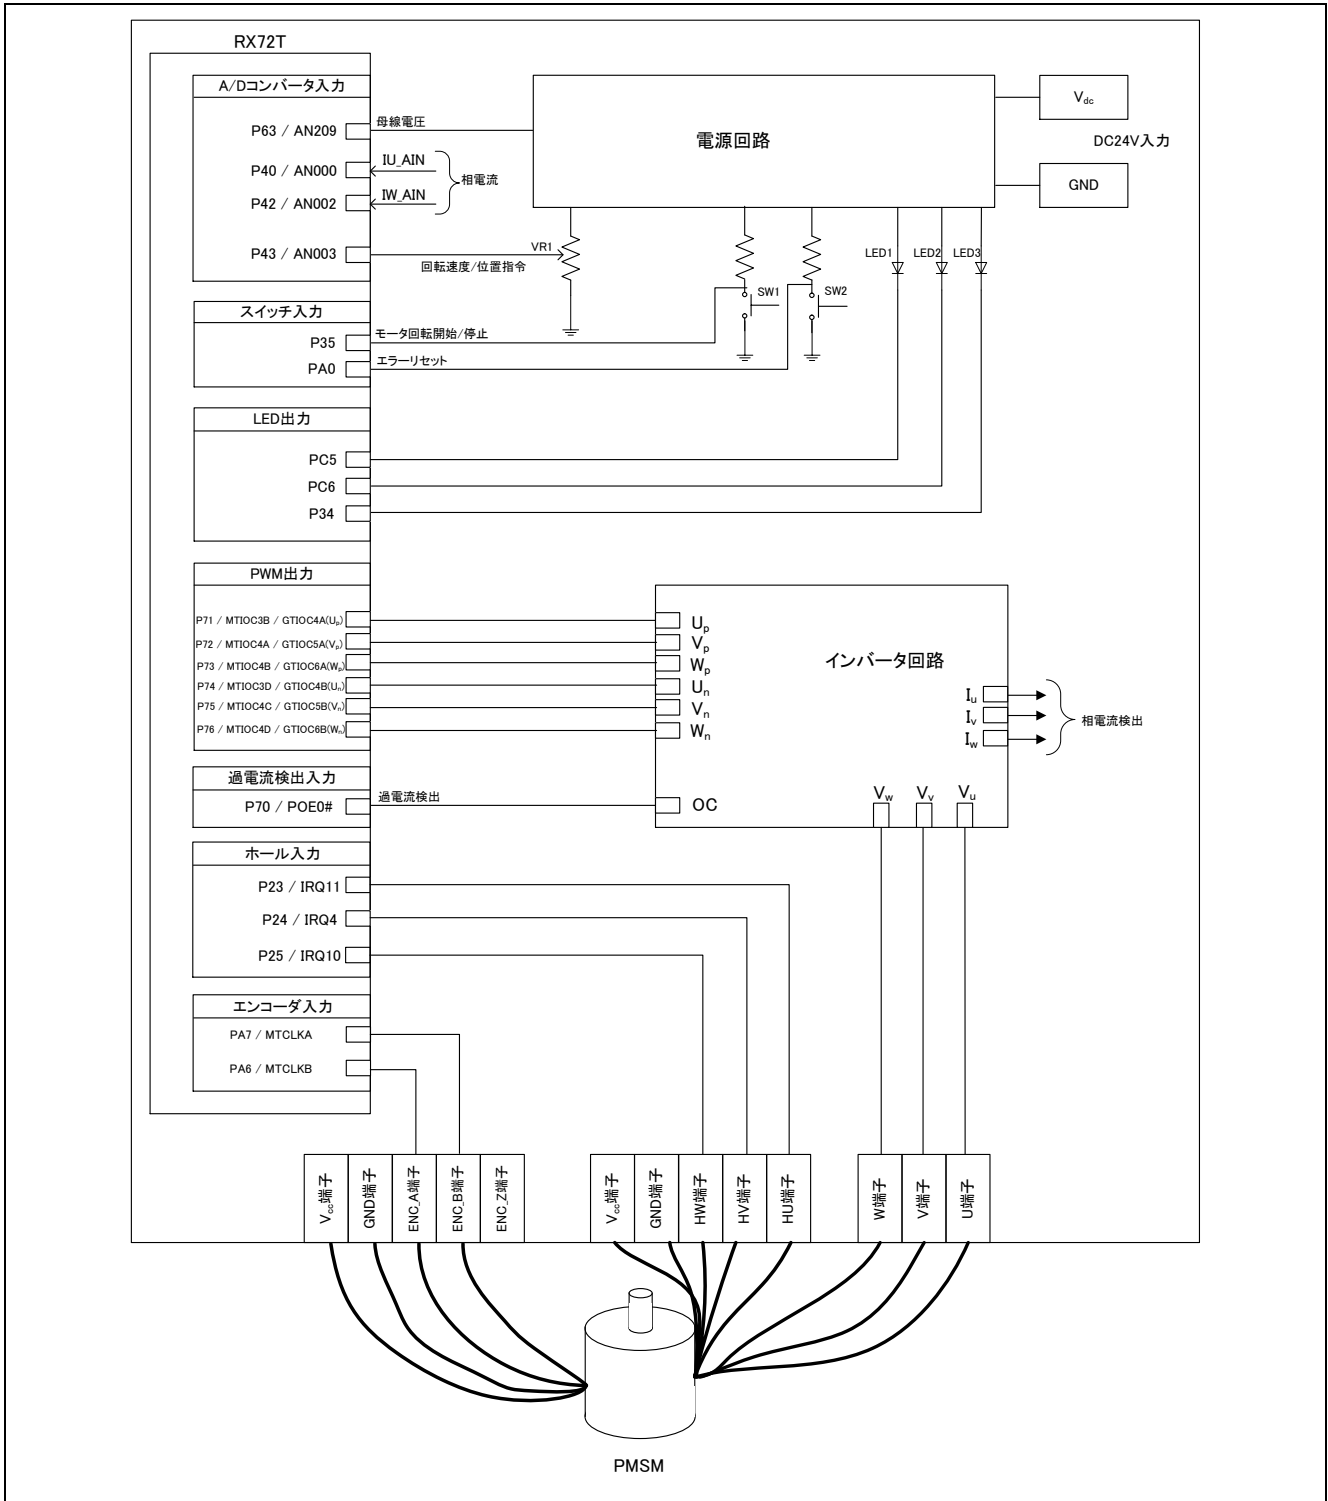 RX72T
A/Dコンバータ入力
P63 / AN209
母線電圧
P40 / AN000
IU_AIN
P42 / AN002
IW_AIN
相電流
P43 / AN003
回転速度/位置指令
VR1
電源回路
Vdc
DC24V入力
GND
SW1
SW2
LED1
LED2
LED3
スイッチ入力
P35
モータ回転開始/停止
PA0
エラーリセット
LED出力
PC5
PC6
P34
PWM出力
P71 / MTIOC3B / GTIOC4A(Up)
P72 / MTIOC4A / GTIOC5A(Vp)
P73 / MTIOC4B / GTIOC6A(Wp)
P74 / MTIOC3D / GTIOC4B(Un)
P75 / MTIOC4C / GTIOC5B(Vn)
P76 / MTIOC4D / GTIOC6B(Wn)
インバータ回路
Up
Vp
Wp
Un
Vn
Wn
OC
Iu
Iv
Iw
相電流検出
Vw
Vv
Vu
過電流検出入力
P70 / POE0#
過電流検出
ホール入力
P23 / IRQ11
P24 / IRQ4
P25 / IRQ10
エンコーダ入力
PA7 / MTCLKA
PA6 / MTCLKB
Vcc端子
GND端子
ENC_A端子
ENC_B端子
ENC_Z端子
Vcc端子
GND端子
HW端子
HV端子
HU端子
W端子
V端子
U端子
PMSM